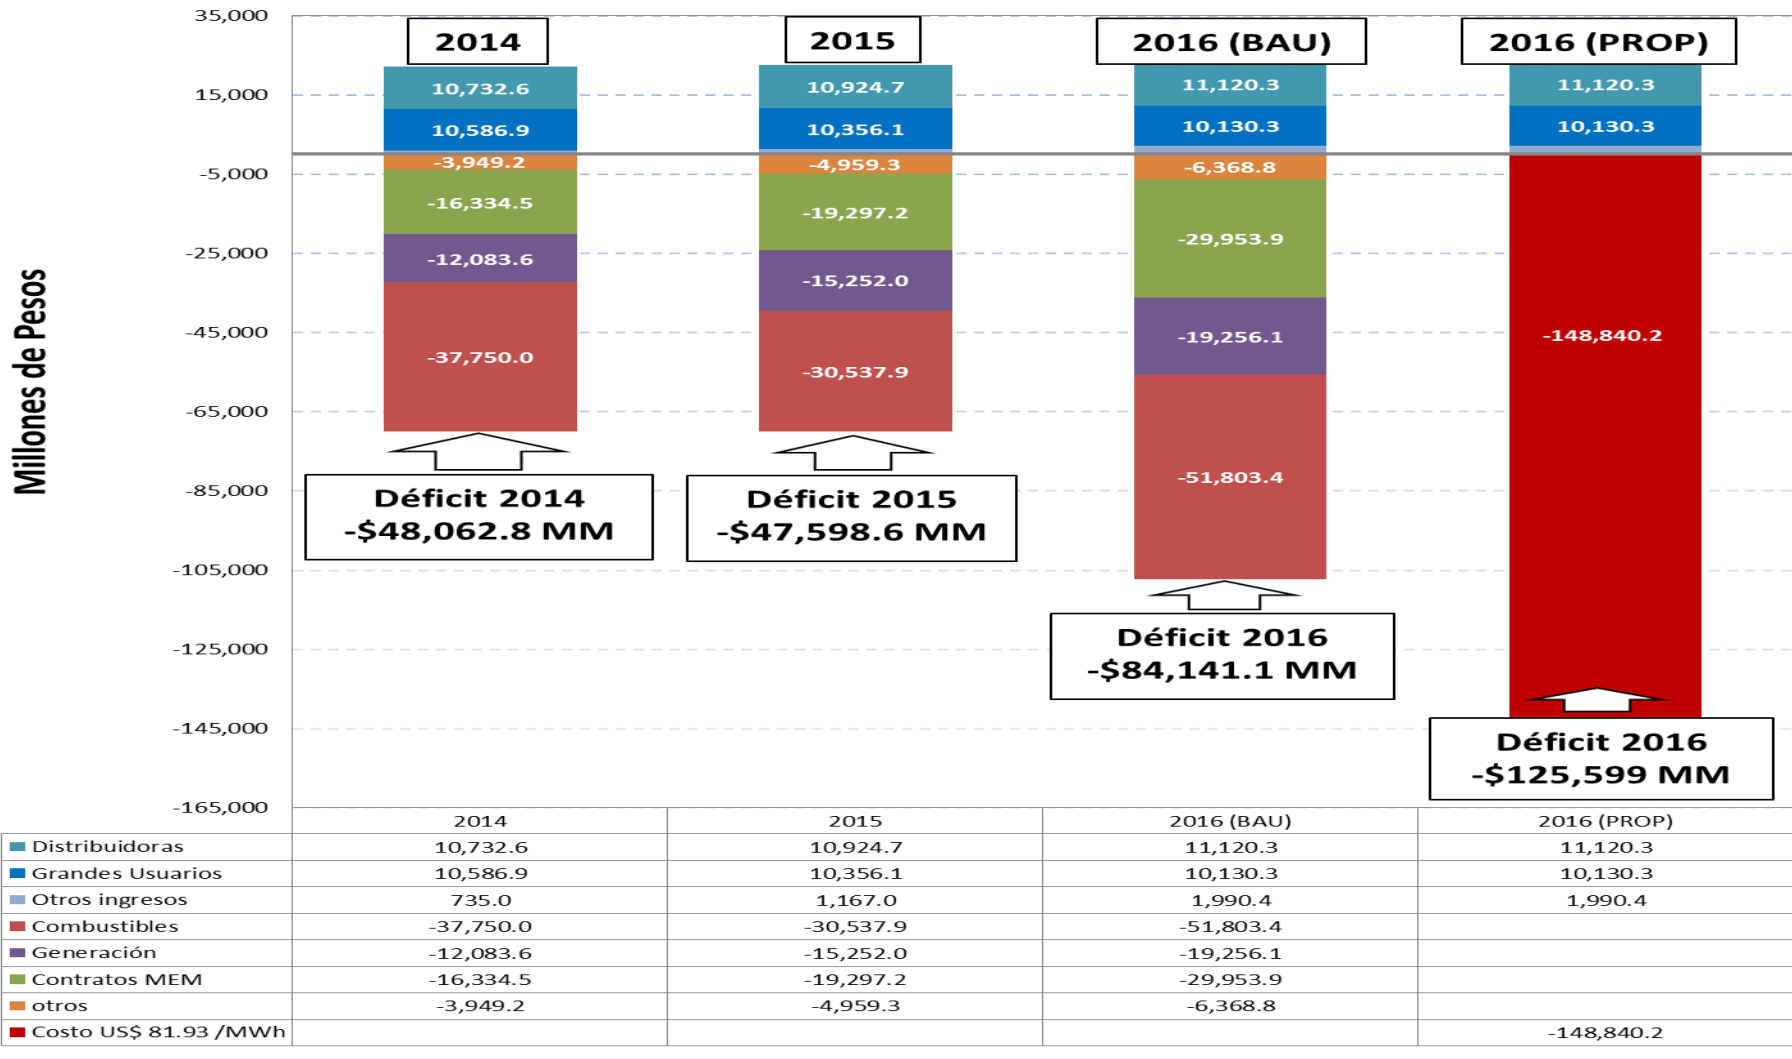 Millones de Pesos
35,000
15,000
-5,000
-25,000
-45,000
-65,000
-85,000
-105,000
-125,000
-145,000
-165,000
2014
10,732.6
10,586.9
-3,949.2
-16,334.5
-12,083.6
-37,750.0
Déficit 2014
-$48,062.8 MM
2015
10,924.7
10,356.1
-4,959.3
-19,297.2
-15,252.0
-30,537.9
Déficit 2015
-$47,598.6 MM
2016 (BAU)
11,120.3
10,130.3
-6,368.8
-29,953.9
-19,256.1
-51,803.4
Déficit 2016
-$84,141.1 MM
2016 (PROP)
11,120.3
10,130.3
-148,840.2
Déficit 2016
-$125,599 MM
2014 2015 2016 (BAU) 2016 (PROP)
Distribuidoras 10,732.6 10,924.7 11,120.3 11,120.3
Grandes Usuarios 10,586.9 10,356.1 10,130.3 10,130.3
Otros ingresos 735.0 1,167.0 1,990.4 1,990.4
Combustibles -37,750.0 -30,537.9 -51,803.4
Generación -12,083.6 -15,252.0 -19,256.1
Contratos MEM -16,334.5 -19,297.2 -29,953.9
otros -3,949.2 -4,959.3 -6,368.8
Costo US$ 81.93 /MWh -148,840.2